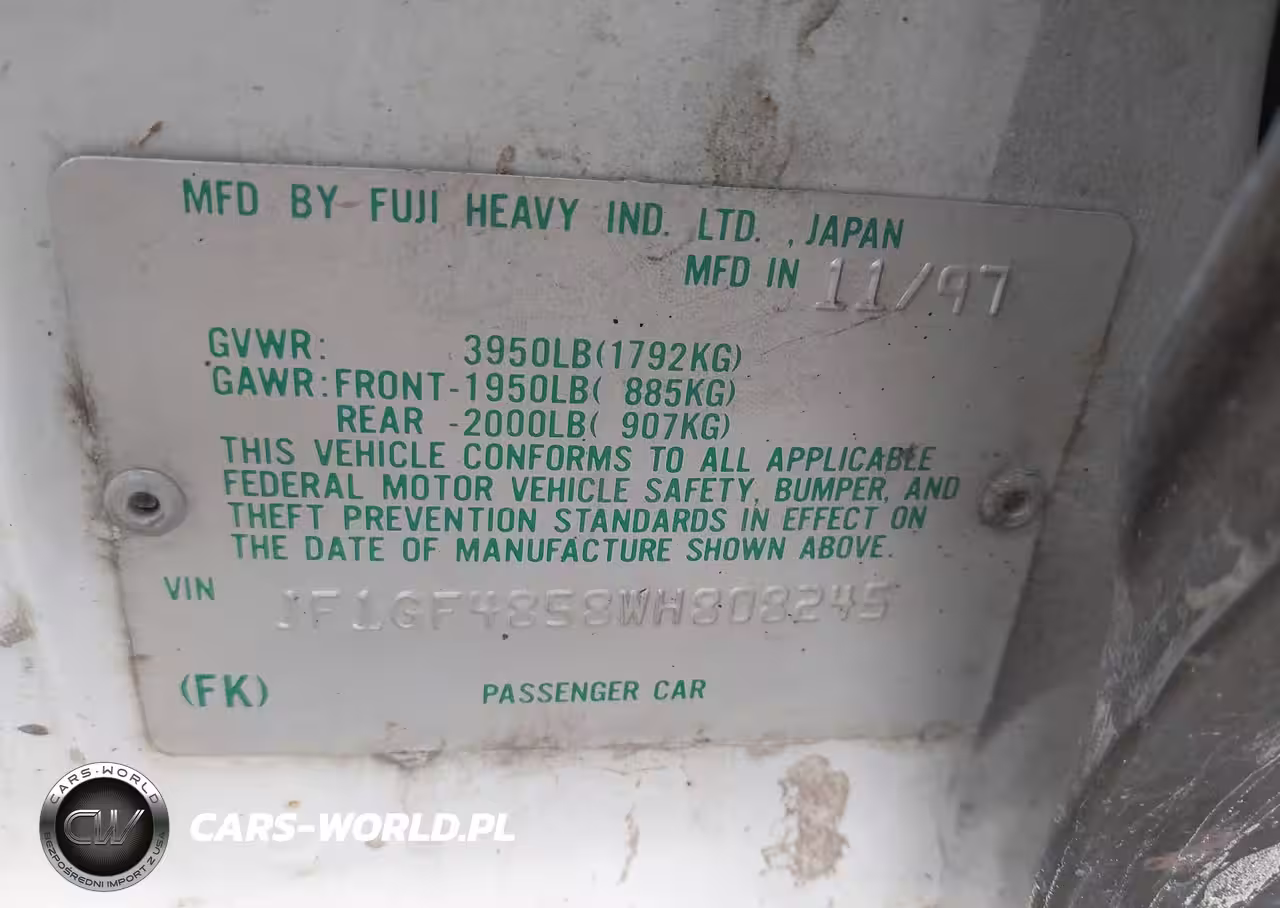 MFD BY FUJI HEAVY IND. LTD. , JAPAN
MFD IN 11/97
GVWR: 3950LB(1792KG)
GAWR:FRONT-1950LB( 885KG)
REAR -2000LB( 907KG)
THIS VEHICLE CONFORMS TO ALL APPLICABLE
FEDERAL MOTOR VEHICLE SAFETY, BUMPER, AND
THEFT PREVENTION STANDARDS IN EFFECT ON
THE DATE OF MANUFACTURE SHOWN ABOVE.
VIN JF1GF4858WH808245
(FK) PASSENGER CAR
CARS-WORLD
CW
BEZPOŚREDNI IMPORT Z USA
CARS-WORLD.PL